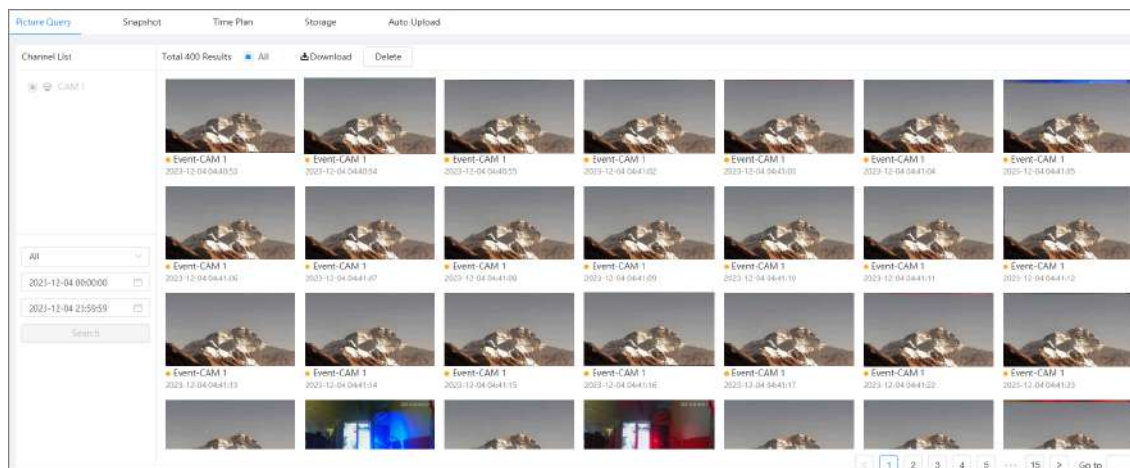 Picture Query Snapshot Time Plan Storage Auto Upload
Channel List Total 400 Results All Download Delete
CAM 1
Event-CAM 1 Event-CAM 1 Event-CAM 1 Event-CAM 1 Event-CAM 1 Event-CAM 1 Event-CAM 1
2023-12-04 04:40:53 2023-12-04 04:40:54 2023-12-04 04:40:55 2023-12-04 04:41:02 2023-12-04 04:41:03 2023-12-04 04:41:04 2023-12-04 04:41:05
All
Event-CAM 1 Event-CAM 1 Event-CAM 1 Event-CAM 1 Event-CAM 1 Event-CAM 1 Event-CAM 1
2023-12-04 04:41:06 2023-12-04 04:41:07 2023-12-04 04:41:08 2023-12-04 04:41:09 2023-12-04 04:41:10 2023-12-04 04:41:11 2023-12-04 04:41:12
2023-12-04 00:00:00
2023-12-04 23:59:59
Search
Event-CAM 1 Event-CAM 1 Event-CAM 1 Event-CAM 1 Event-CAM 1 Event-CAM 1 Event-CAM 1
2023-12-04 04:41:13 2023-12-04 04:41:14 2023-12-04 04:41:15 2023-12-04 04:41:16 2023-12-04 04:41:17 2023-12-04 04:41:22 2023-12-04 04:41:23
< 1 2 3 4 5 ··· 15 > Go to